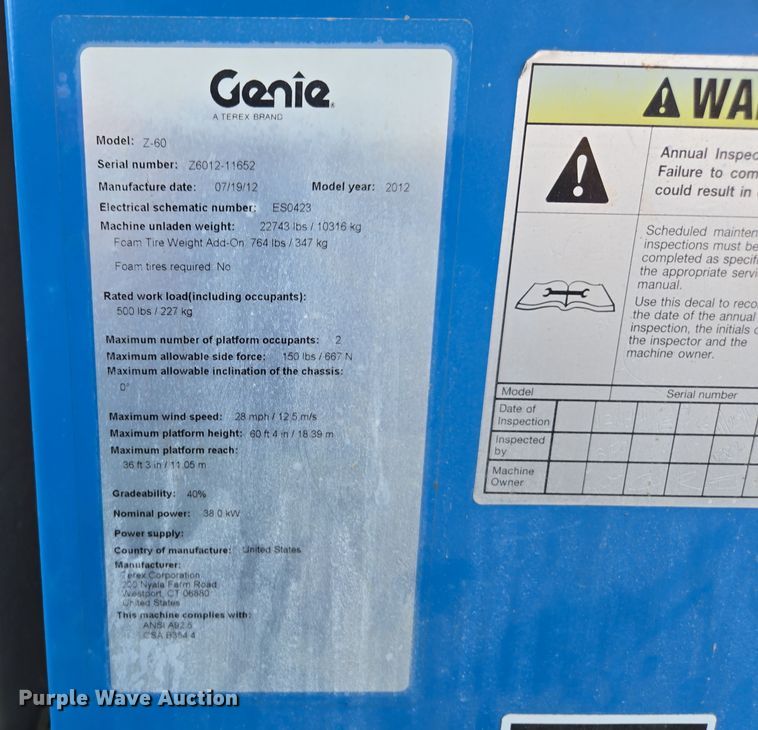 Genie
A TEREX BRAND
Model: Z-60
Serial number: Z6012-11652
Manufacture date: 07/19/12 Model year: 2012
Electrical schematic number: ES0423
Machine unladen weight: 22743 lbs / 10316 kg
Foam Tire Weight Add-On: 764 lbs / 347 kg
Foam tires required: No
Rated work load(including occupants):
500 lbs / 227 kg
Maximum number of platform occupants: 2
Maximum allowable side force: 150 lbs / 667 N
Maximum allowable inclination of the chassis:
0°
Maximum wind speed: 28 mph / 12.5 m/s
Maximum platform height: 60 ft 4 in / 18.39 m
Maximum platform reach:
36 ft 3 in / 11.05 m
Gradeability: 40%
Nominal power: 38.0 kW
Power supply:
Country of manufacture: United States
Manufacturer:
Terex Corporation
200 Nyala Farm Road
Westport, CT 06880
United States
This machine complies with:
ANSI A92.5
CSA B354.4
WA
Annual Inspec
Failure to com
could result in
Scheduled mainten
inspections must be
completed as specifi
the appropriate servi
manual.
Use this decal to reco
the date of the annual
inspection, the initials o
the inspector and the
machine owner.
Model Serial number
Date of
Inspection
Inspected
by
Machine
Owner
Purple Wave Auction